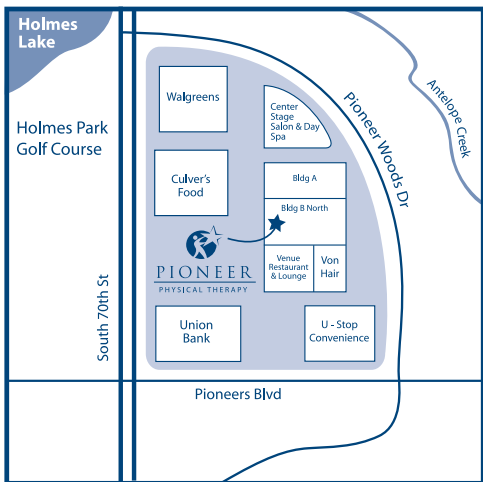 Holmes
Lake
Holmes Park
Golf Course
South 70th St
Walgreens
Center
Stage
Salon & Day
Spa
Pioneer Woods Dr
Antelope Creek
Culver's
Food
Bldg A
Bldg B North
PIONEER
PHYSICAL THERAPY
Venue
Restaurant
& Lounge
Von
Hair
Union
Bank
U - Stop
Convenience
Pioneers Blvd